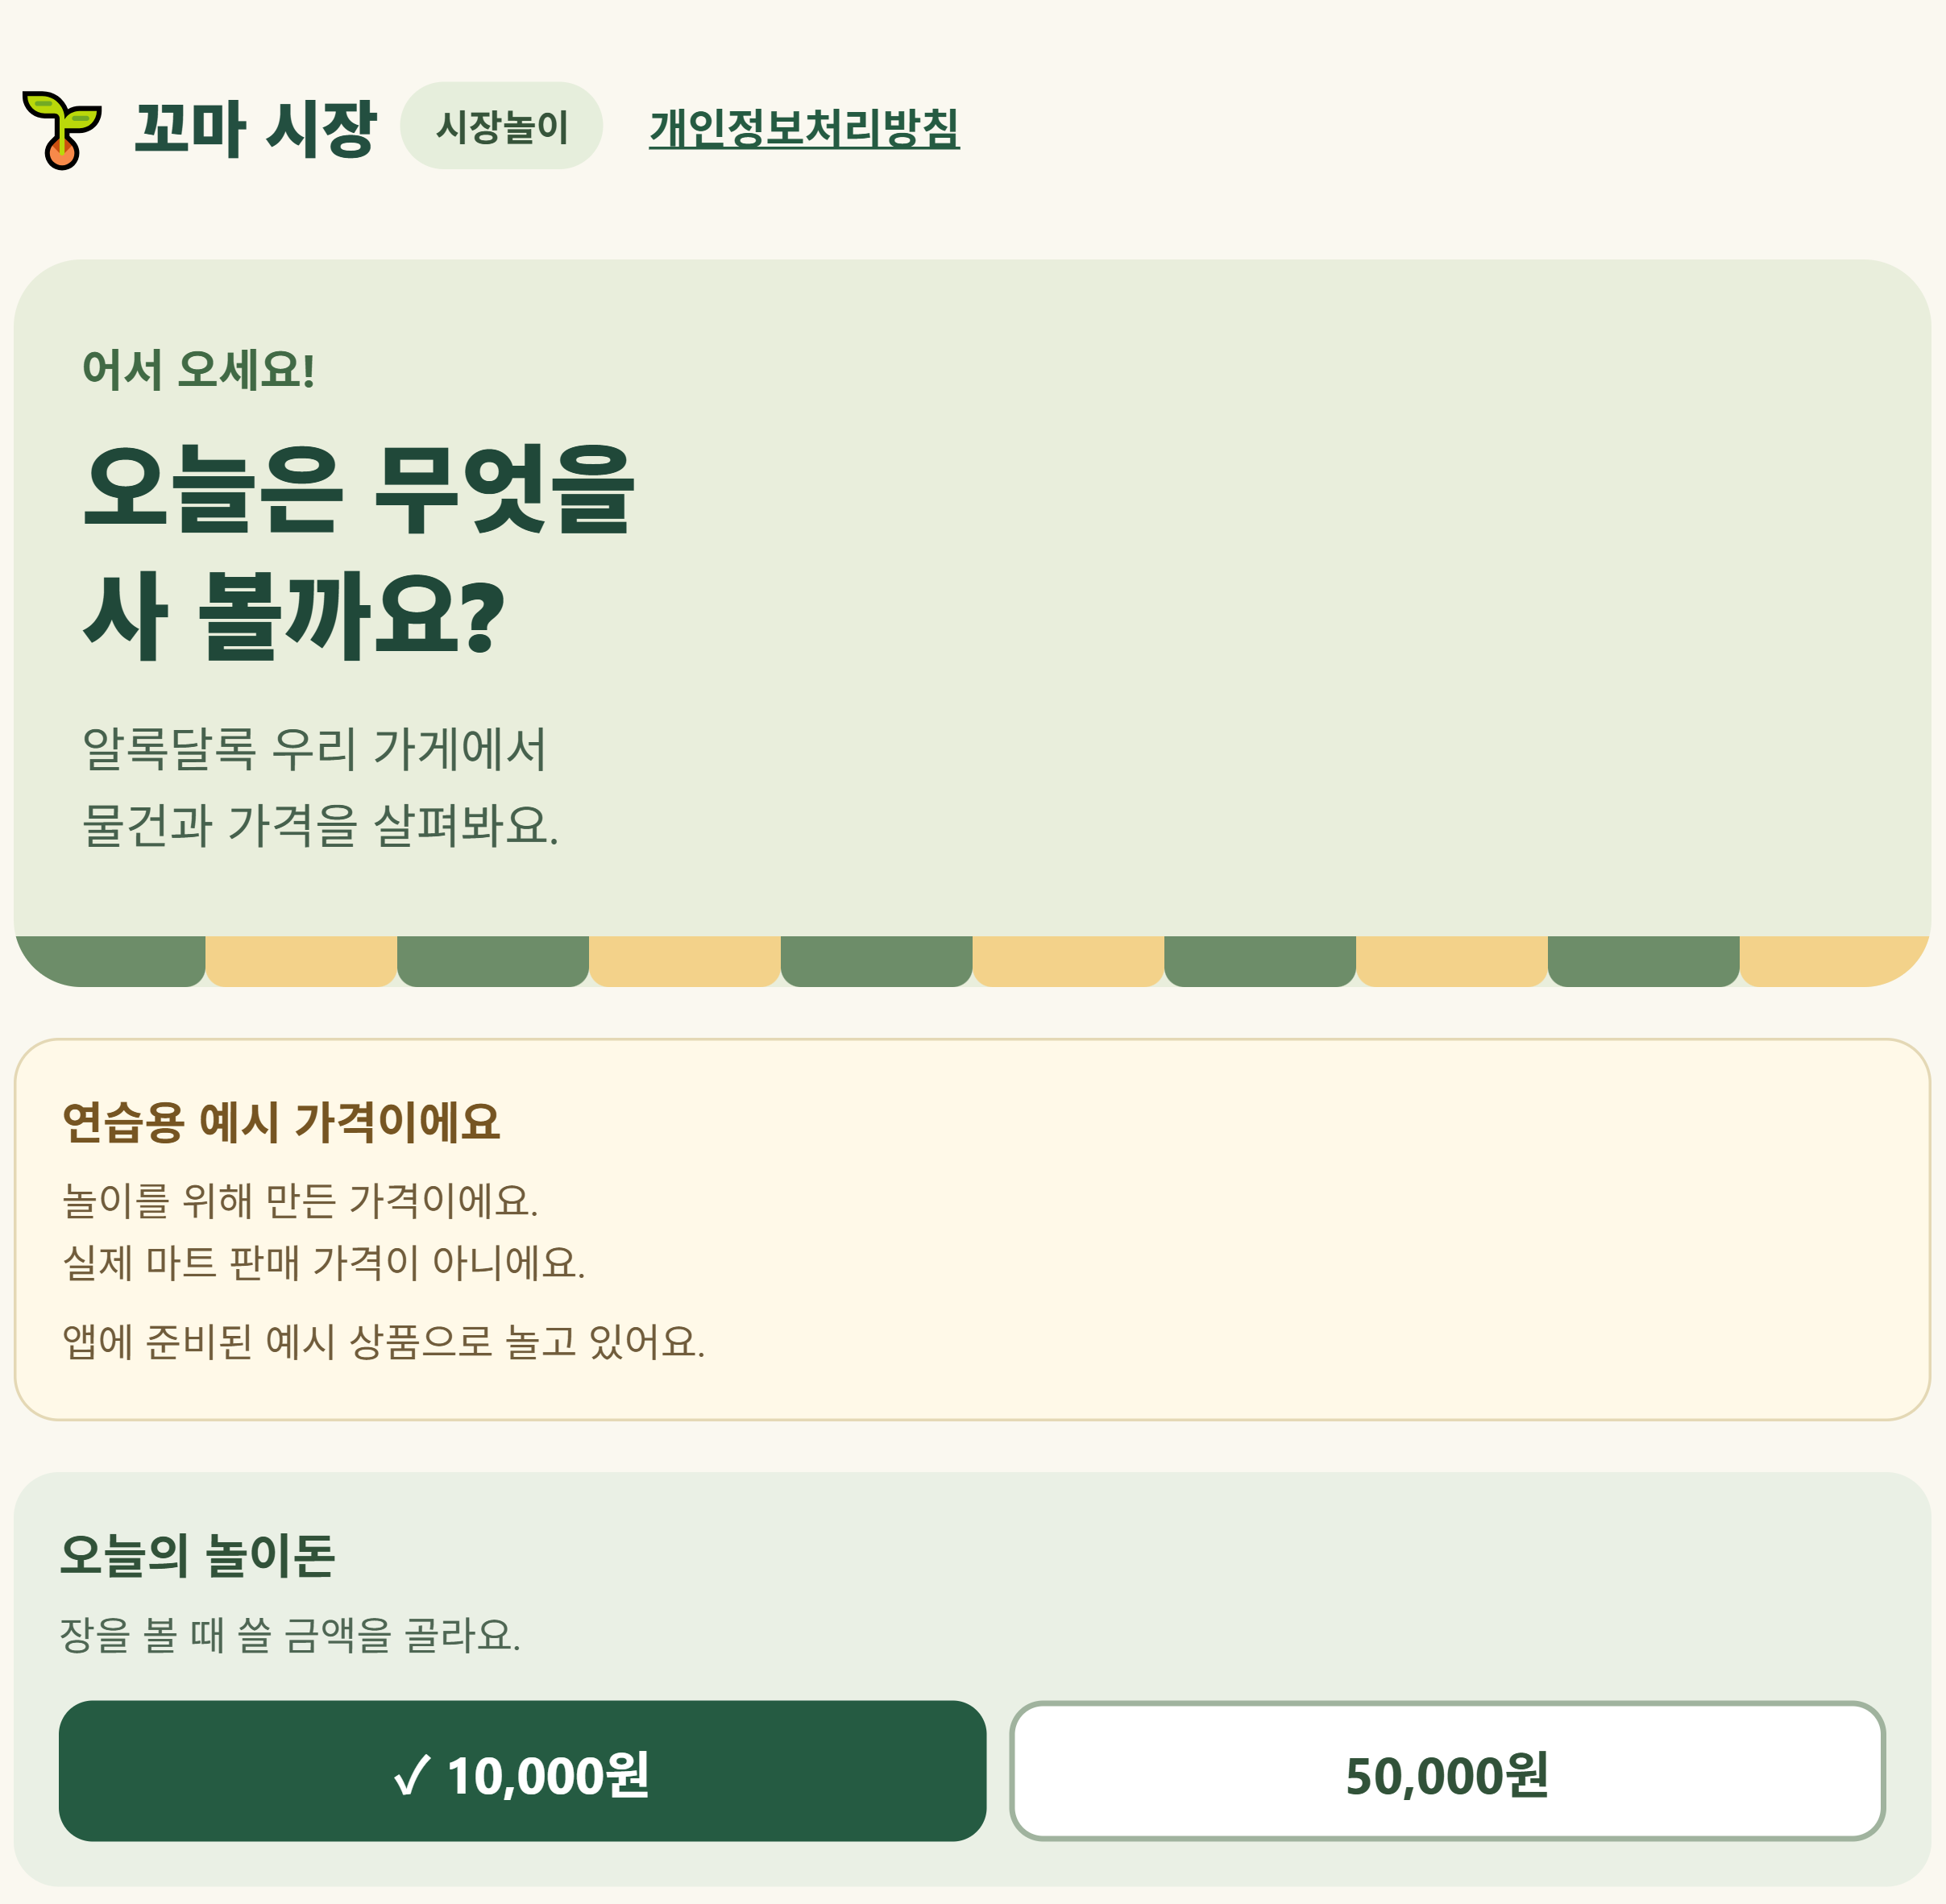 꼬마 시장 시장놀이 개인정보처리방침
어서 오세요!
오늘은 무엇을
사 볼까요?
알록달록 우리 가게에서
물건과 가격을 살펴봐요.
연습용 예시 가격이에요
놀이를 위해 만든 가격이에요.
실제 마트 판매 가격이 아니에요.
앱에 준비된 예시 상품으로 놀고 있어요.
오늘의 놀이돈
장을 볼 때 쓸 금액을 골라요.
✓ 10,000원 50,000원